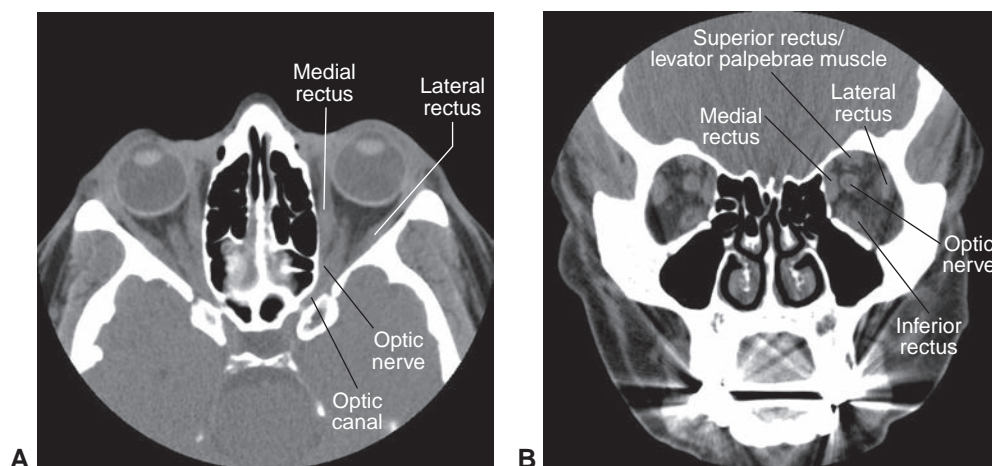 Medial
rectus
Lateral
rectus
Optic
nerve
Optic
canal
A
Superior rectus/
levator palpebrae muscle
Medial
rectus
Lateral
rectus
Optic
nerve
Inferior
rectus
B